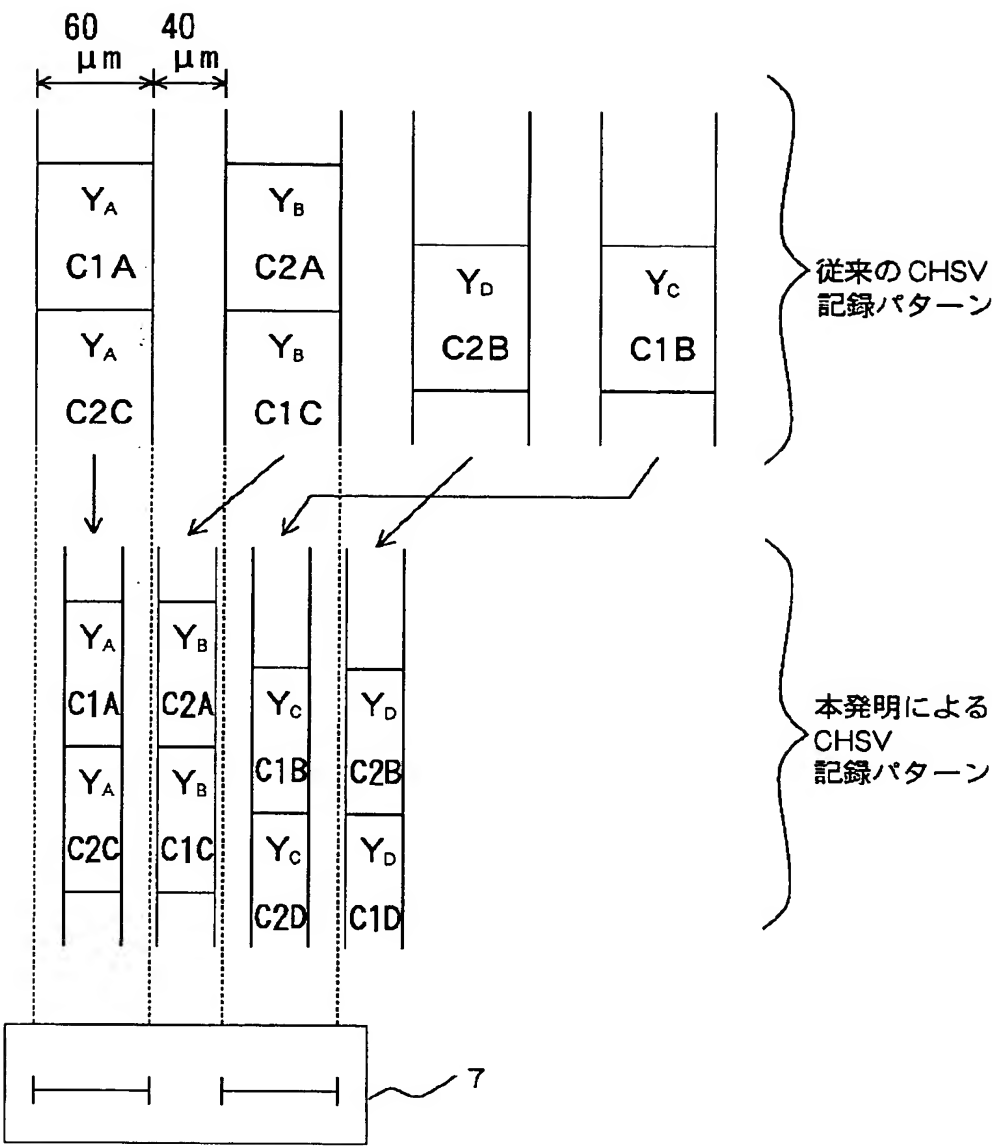 60 μm
40 μm
YA
C1A
YA
C2C
YB
C2A
YB
C1C
YD
C2B
YC
C1B
従来のCHSV
記録パターン
YA
C1A
YA
C2C
YB
C2A
YB
C1C
YC
C1B
YC
C2D
YD
C2B
YD
C1D
本発明による
CHSV
記録パターン
7